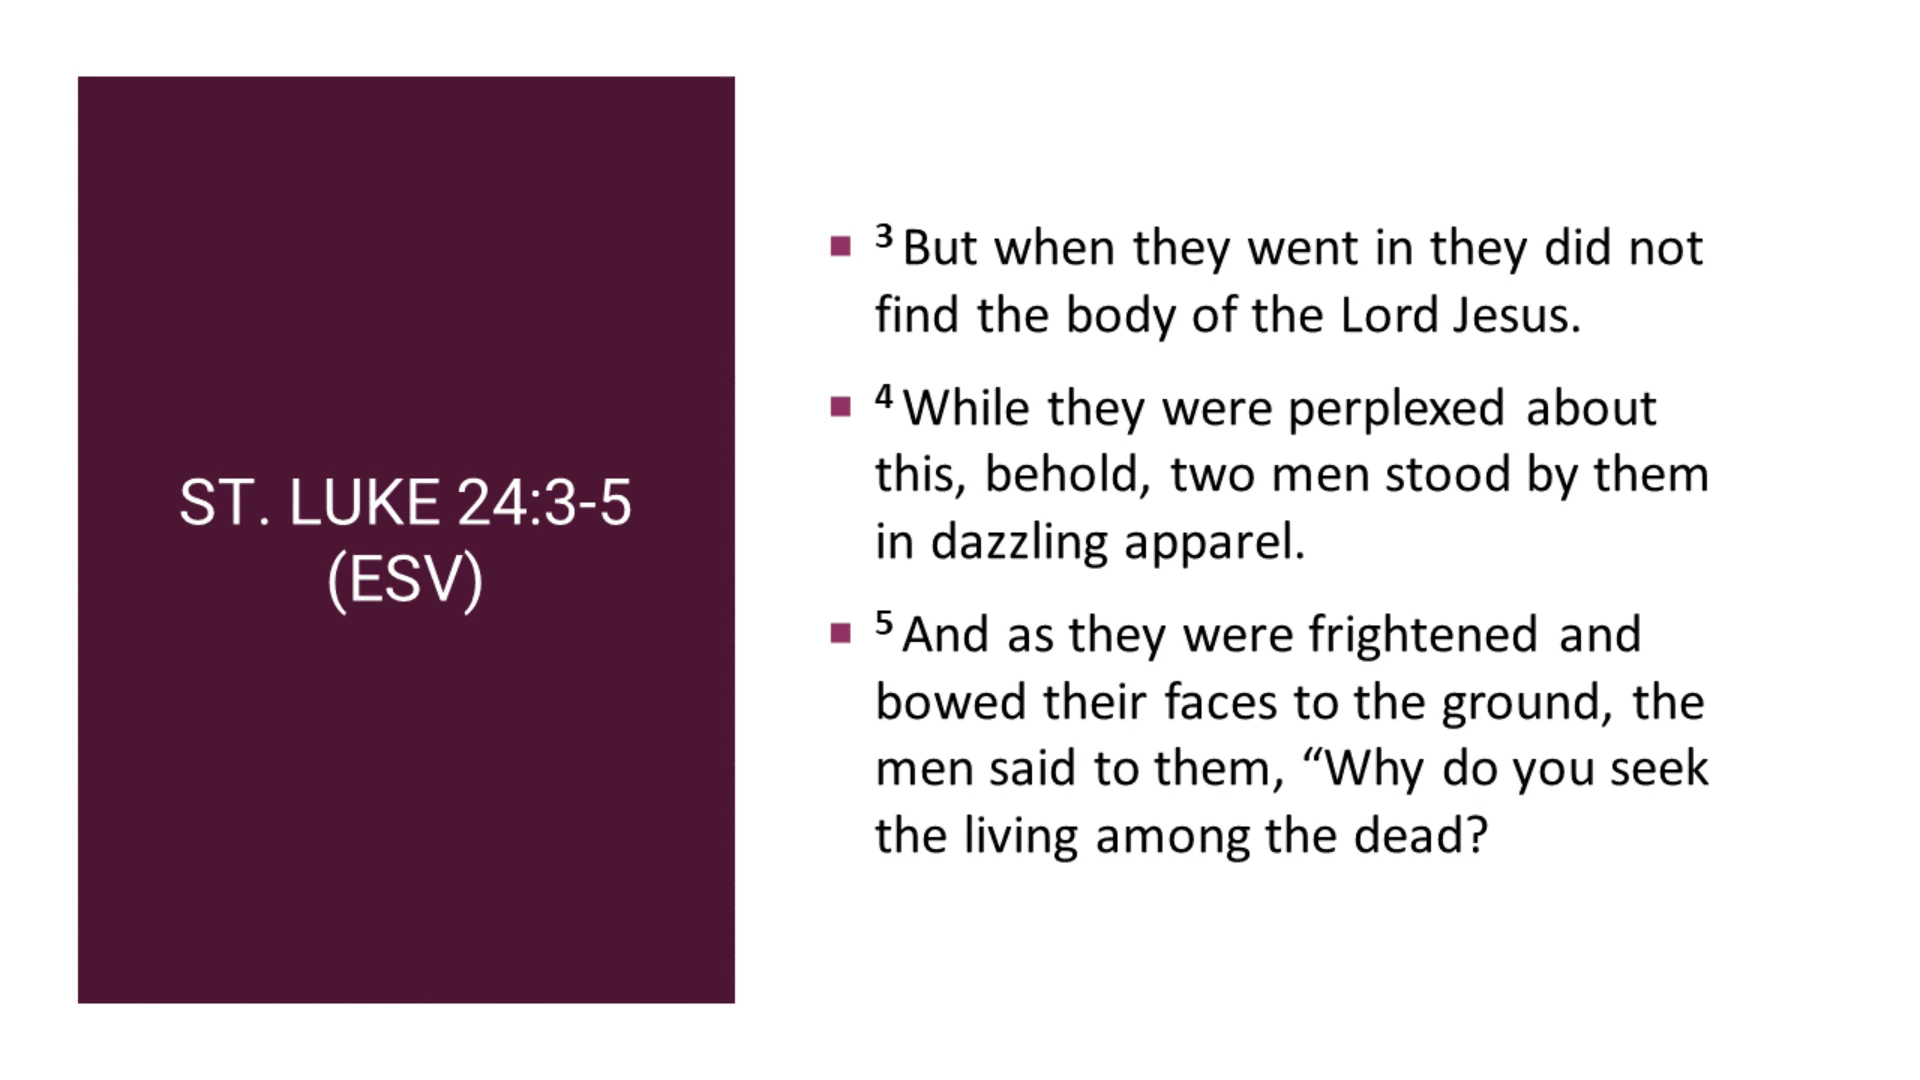 ST. LUKE 24:3-5
(ESV)
■ ³ But when they went in they did not
find the body of the Lord Jesus.
■ ⁴ While they were perplexed about
this, behold, two men stood by them
in dazzling apparel.
■ ⁵ And as they were frightened and
bowed their faces to the ground, the
men said to them, “Why do you seek
the living among the dead?